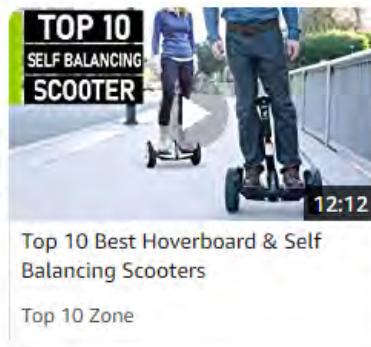 TOP 10
SELF BALANCING
SCOOTER
12:12
Top 10 Best Hoverboard & Self
Balancing Scooters
Top 10 Zone